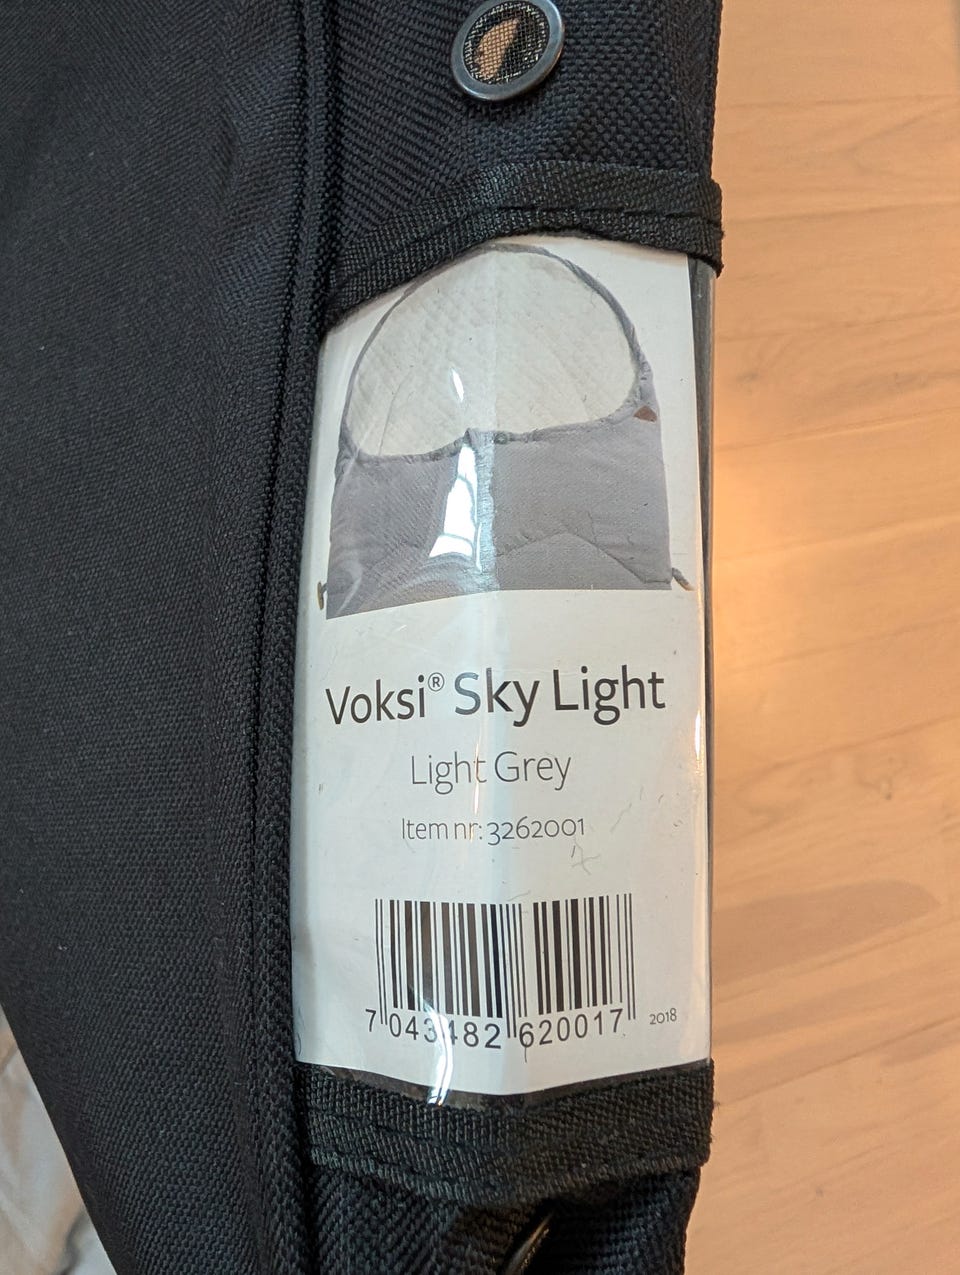 Voksi® Sky Light
Light Grey
Item nr: 3262001
7 043482 620017
2018